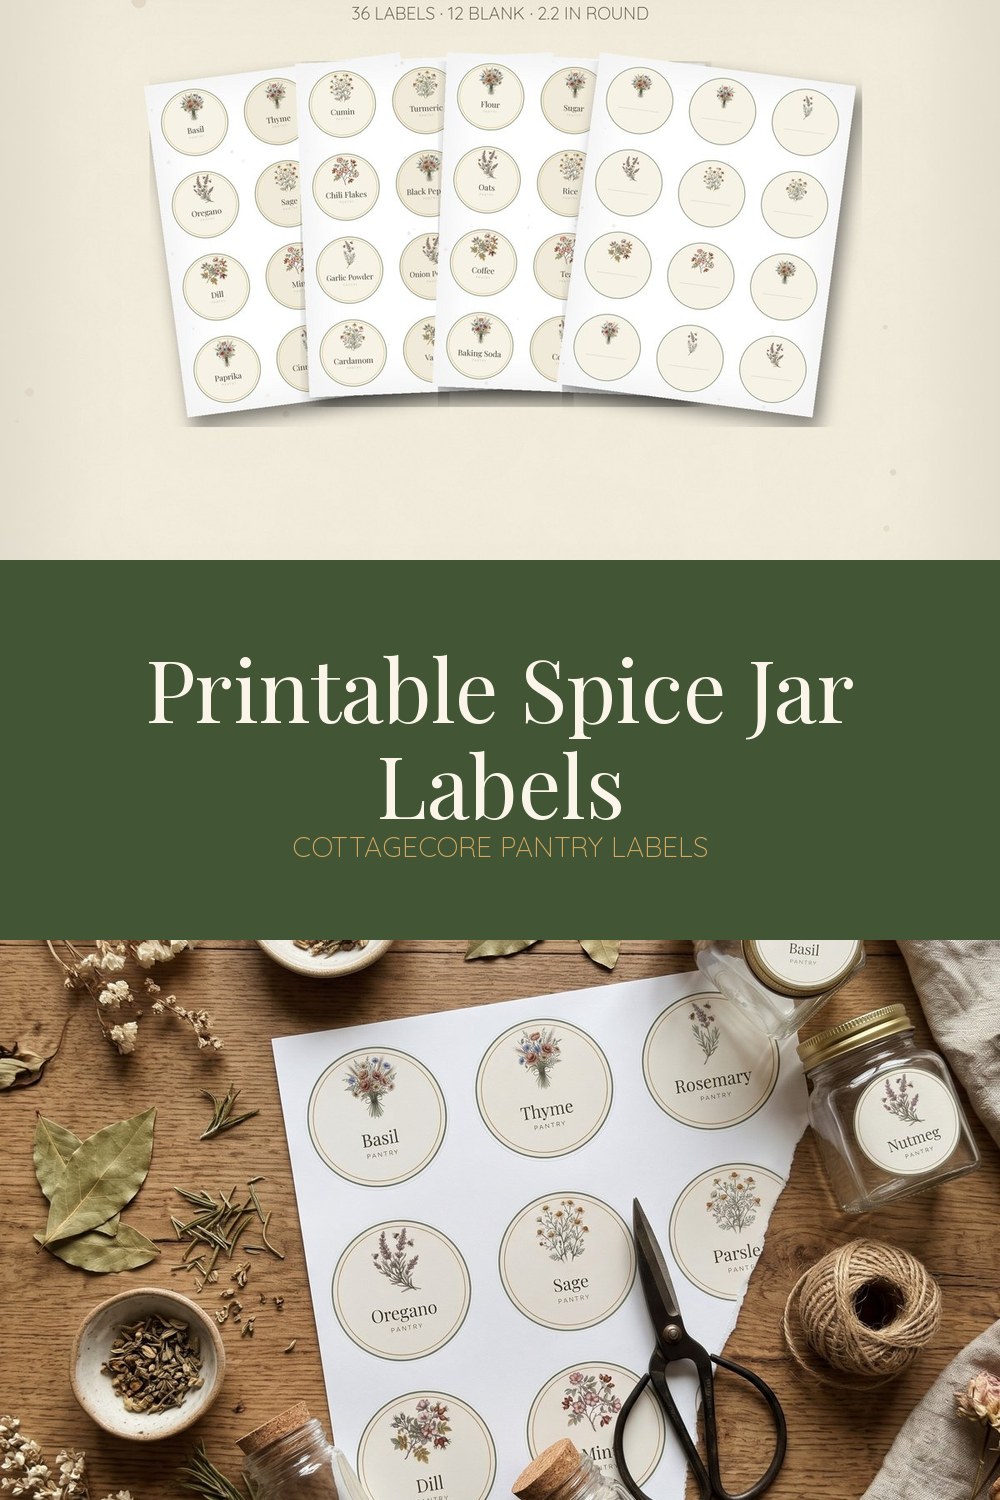 36 LABELS · 12 BLANK · 2.2 IN ROUND
Basil
Thyme
Oregano
Sage
Dill
Paprika
Cumin
Turmeric
Chili Flakes
Garlic Powder
Cardamom
Flour
Sugar
Oats
Rice
Coffee
Baking Soda
Printable Spice Jar
Labels
COTTAGECORE PANTRY LABELS
Basil
PANTRY
Rosemary
PANTRY
Thyme
PANTRY
Basil
PANTRY
Nutmeg
PANTRY
Sage
PANTRY
Oregano
PANTRY
Dill